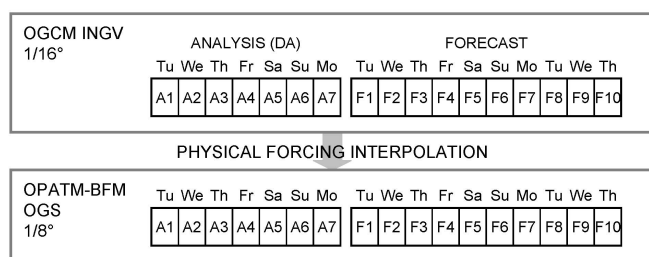 OGCM INGV
1/16°
ANALYSIS (DA) FORECAST
Tu We Th Fr Sa Su Mo Tu We Th Fr Sa Su Mo Tu We Th
A1 A2 A3 A4 A5 A6 A7 F1 F2 F3 F4 F5 F6 F7 F8 F9 F10
PHYSICAL FORCING INTERPOLATION
OPATM-BFM
OGS
1/8°
Tu We Th Fr Sa Su Mo Tu We Th Fr Sa Su Mo Tu We Th
A1 A2 A3 A4 A5 A6 A7 F1 F2 F3 F4 F5 F6 F7 F8 F9 F10